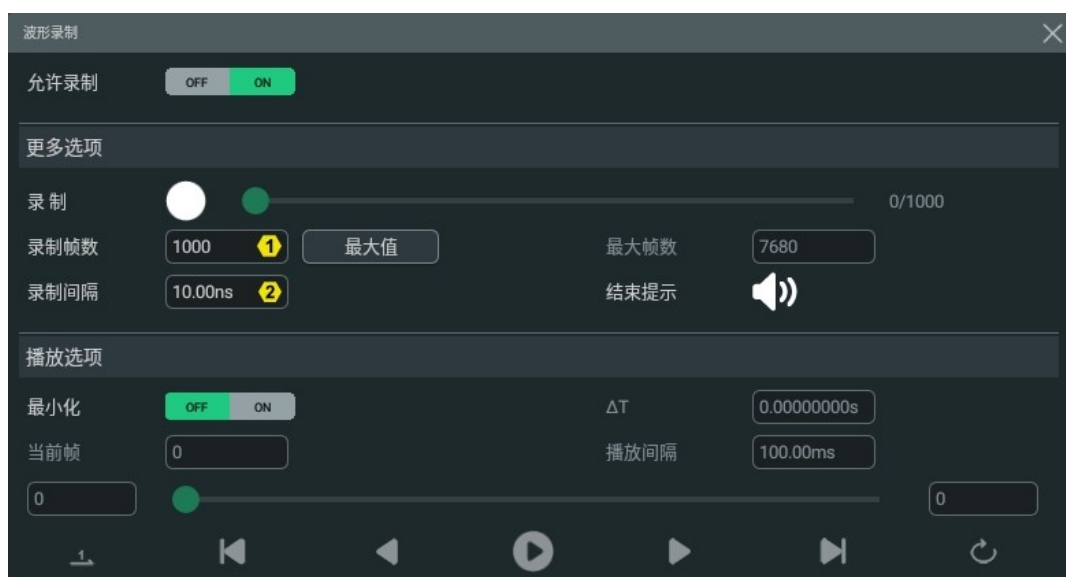 波形录制
允许录制 OFF ON
更多选项
录制 0/1000
录制帧数 1000 1 最大值 最大帧数 7680
录制间隔 10.00ns 2 结束提示
播放选项
最小化 OFF ON ΔT 0.00000000s
当前帧 0 播放间隔 100.00ms
0 0
1